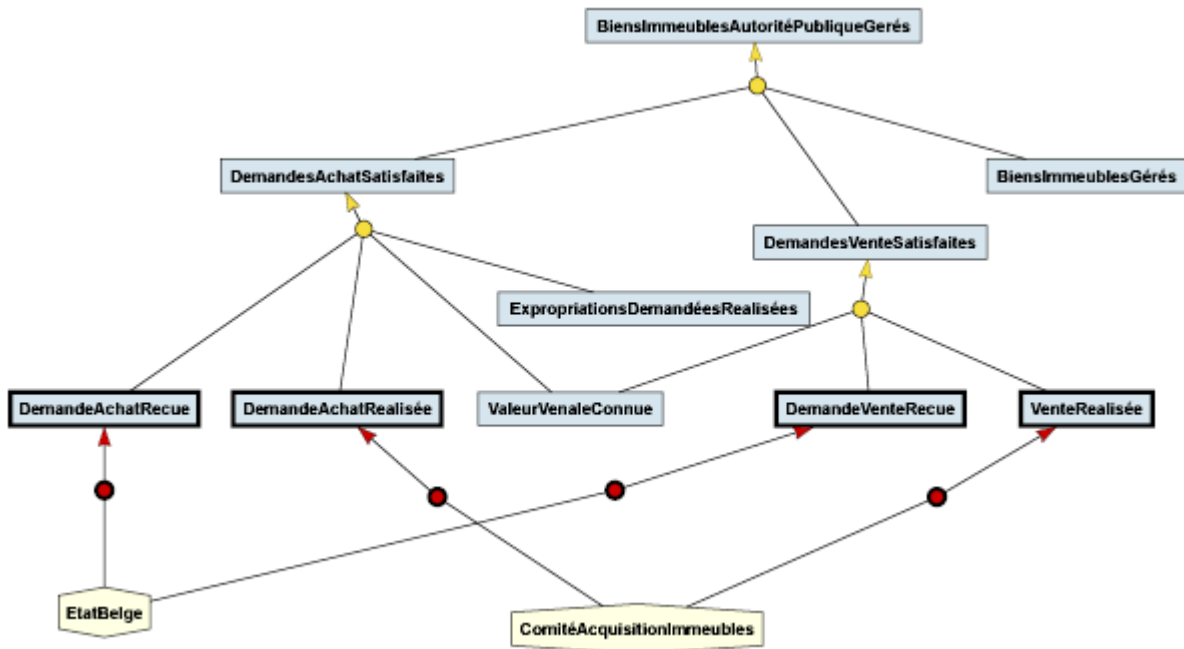 BiensImmeublesAutoritéPubliqueGerés
DemandesAchatSatisfaites
BiensImmeublesGérés
DemandesVenteSatisfaites
ExpropriationsDemandéesRealisées
DemandeAchatRecue
DemandeAchatRealisée
ValeurVenaleConnue
DemandeVenteRecue
VenteRealisée
EtatBelge
ComitéAcquisitionImmeubles